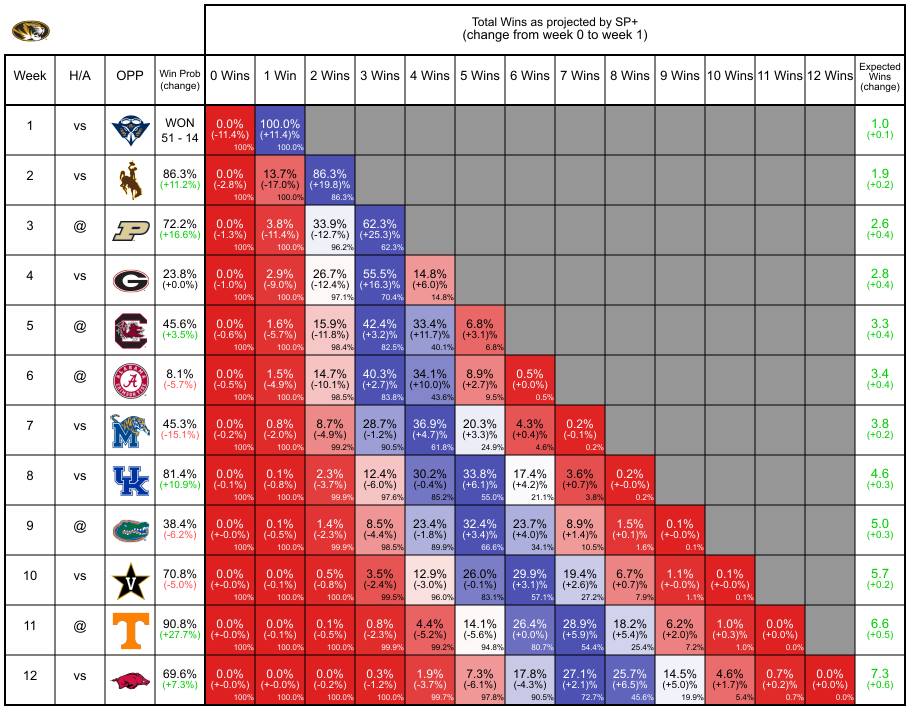 Total Wins as projected by SP+
(change from week 0 to week 1)
Week H/A OPP Win Prob (change) 0 Wins 1 Win 2 Wins 3 Wins 4 Wins 5 Wins 6 Wins 7 Wins 8 Wins 9 Wins 10 Wins 11 Wins 12 Wins Expected Wins (change)
1 vs WON 0.0% 100.0% 1.0
51 - 14 (-11.4%) (+11.4)% (+0.1)
100% 100.0%
2 vs 86.3% 0.0% 13.7% 86.3% 1.9
(+11.2%) (-2.8%) (-17.0%) (+19.8)% (+0.2)
100% 100.0% 86.3%
3 @ P 72.2% 0.0% 3.8% 33.9% 62.3% 2.6
(+16.6%) (-1.3%) (-11.4%) (-12.7%) (+25.3)% (+0.4)
100% 100.0% 96.2% 62.3%
4 vs G 23.8% 0.0% 2.9% 26.7% 55.5% 14.8% 2.8
(+0.0%) (-1.0%) (-9.0%) (-12.4%) (+16.3)% (+6.0)% (+0.4)
100% 100.0% 97.1% 70.4% 14.8%
5 @ C 45.6% 0.0% 1.6% 15.9% 42.4% 33.4% 6.8% 3.3
(+3.5%) (-0.6%) (-5.7%) (-11.8%) (+3.2)% (+11.7)% (+3.1)% (+0.4)
100% 100.0% 98.4% 82.5% 40.1% 6.8%
6 @ A 8.1% 0.0% 1.5% 14.7% 40.3% 34.1% 8.9% 0.5% 3.4
(-5.7%) (-0.5%) (-4.9%) (-10.1%) (+2.7)% (+10.0)% (+2.7)% (+0.0)% (+0.4)
100% 100.0% 98.5% 83.8% 43.6% 9.5% 0.5%
7 vs M 45.3% 0.0% 0.8% 8.7% 28.7% 36.9% 20.3% 4.3% 0.2% 3.8
(-15.1%) (-0.2%) (-2.0%) (-4.9%) (-1.2%) (+4.7)% (+3.3)% (+0.4)% (-0.1)% (+0.2)
100% 100.0% 99.2% 90.5% 61.8% 24.9% 4.6% 0.2%
8 vs UK 81.4% 0.0% 0.1% 2.3% 12.4% 30.2% 33.8% 17.4% 3.6% 0.2% 4.6
(+10.9%) (-0.1%) (-0.8%) (-3.7%) (-6.0%) (-0.4%) (+6.1)% (+4.2)% (+0.7)% (+-0.0)% (+0.3)
100% 100.0% 99.9% 97.6% 85.2% 55.0% 21.1% 3.8% 0.2%
9 @ 38.4% 0.0% 0.1% 1.4% 8.5% 23.4% 32.4% 23.7% 8.9% 1.5% 0.1% 5.0
(-6.2%) (+-0.0%) (-0.5%) (-2.3%) (-4.4%) (-1.8%) (+3.4)% (+4.0)% (+1.4)% (+0.1)% (+-0.0)% (+0.3)
100% 100.0% 99.9% 98.5% 89.9% 66.6% 34.1% 10.5% 1.6% 0.1%
10 vs V 70.8% 0.0% 0.0% 0.5% 3.5% 12.9% 26.0% 29.9% 19.4% 6.7% 1.1% 0.1% 5.7
(-5.0%) (+-0.0%) (-0.1%) (-0.8%) (-2.4%) (-3.0%) (-0.1)% (+3.1)% (+2.6)% (+0.7)% (+-0.0)% (+-0.0)% (+0.2)
100% 100.0% 100.0% 99.5% 96.0% 83.1% 57.1% 27.2% 7.9% 1.1% 0.1%
11 @ T 90.8% 0.0% 0.0% 0.1% 0.8% 4.4% 14.1% 26.4% 28.9% 18.2% 6.2% 1.0% 0.0% 6.6
(+27.7%) (+-0.0%) (-0.1%) (-0.5%) (-2.3%) (-5.2%) (-5.6%) (+0.0)% (+5.9)% (+5.4)% (+2.0)% (+0.3)% (+0.0)% (+0.5)
100% 100.0% 100.0% 99.9% 99.2% 94.8% 80.7% 54.4% 25.4% 7.2% 1.0% 0.0%
12 vs 69.6% 0.0% 0.0% 0.0% 0.3% 1.9% 7.3% 17.8% 27.1% 25.7% 14.5% 4.6% 0.7% 0.0% 7.3
(+7.3%) (+-0.0%) (+-0.0%) (-0.2%) (-1.2%) (-3.7%) (-6.1%) (-4.3%) (+2.1)% (+6.5)% (+5.0)% (+1.7)% (+0.2)% (+0.0)% (+0.6)
100% 100.0% 100.0% 100.0% 99.7% 97.8% 90.5% 72.7% 45.6% 19.9% 5.4% 0.7% 0.0%